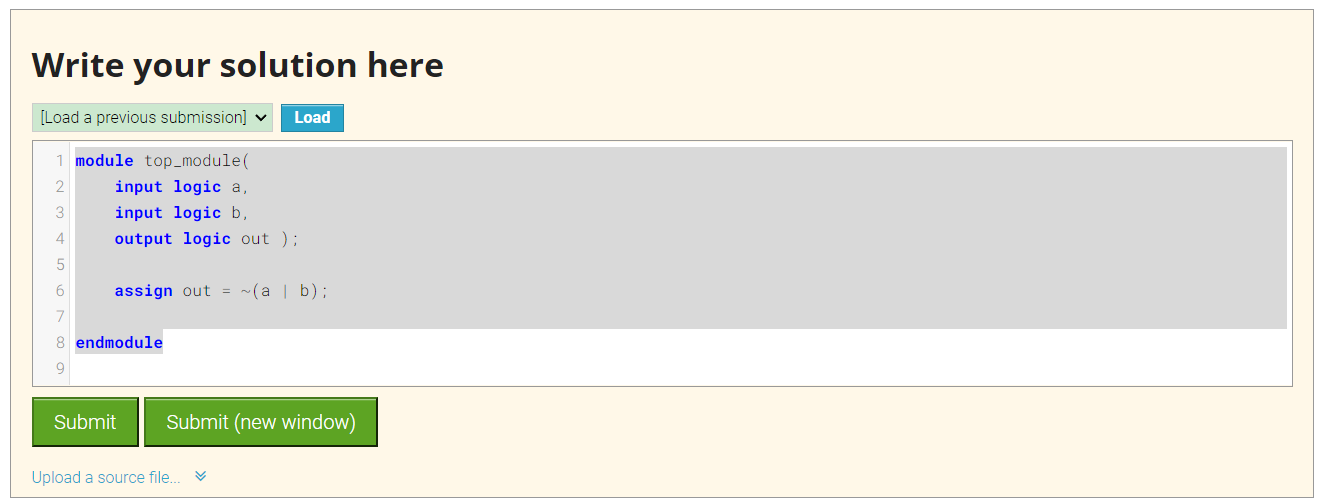 Write your solution here
[Load a previous submission] Load
1 module top_module(
2     input logic a,
3     input logic b,
4     output logic out );
5
6     assign out = ~(a | b);
7
8 endmodule
9
Submit Submit (new window)
Upload a source file...